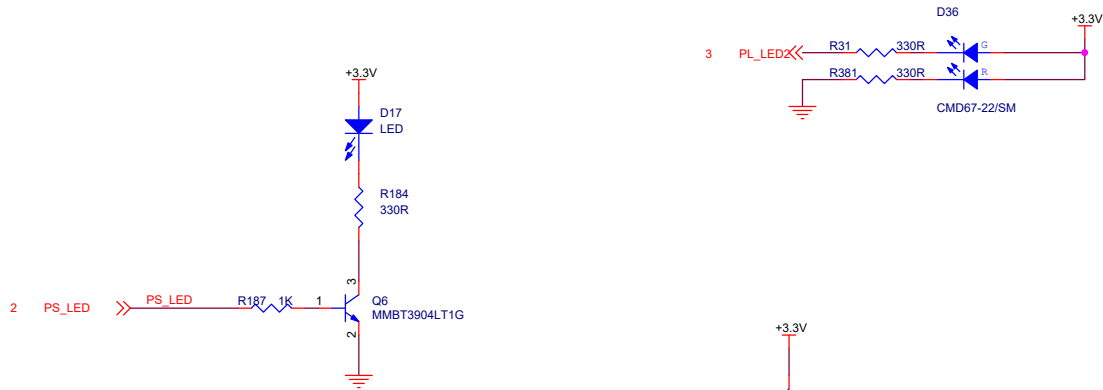 D36
+3.3V
3 PL_LED2 R31 330R G
R381 330R R
CMD67-22/SM
+3.3V
D17
LED
R184
330R
3
2 PS_LED PS_LED R187 1K 1 Q6
MMBT3904LT1G
2
+3.3V